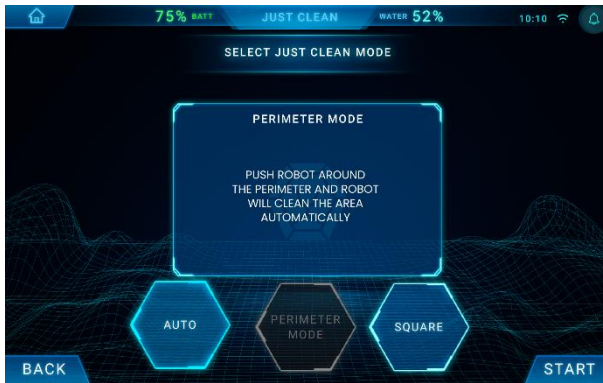 75% BATT JUST CLEAN WATER 52% 10:10
SELECT JUST CLEAN MODE
PERIMETER MODE
PUSH ROBOT AROUND
THE PERIMETER AND ROBOT
WILL CLEAN THE AREA
AUTOMATICALLY
AUTO
PERIMETER
MODE
SQUARE
BACK
START